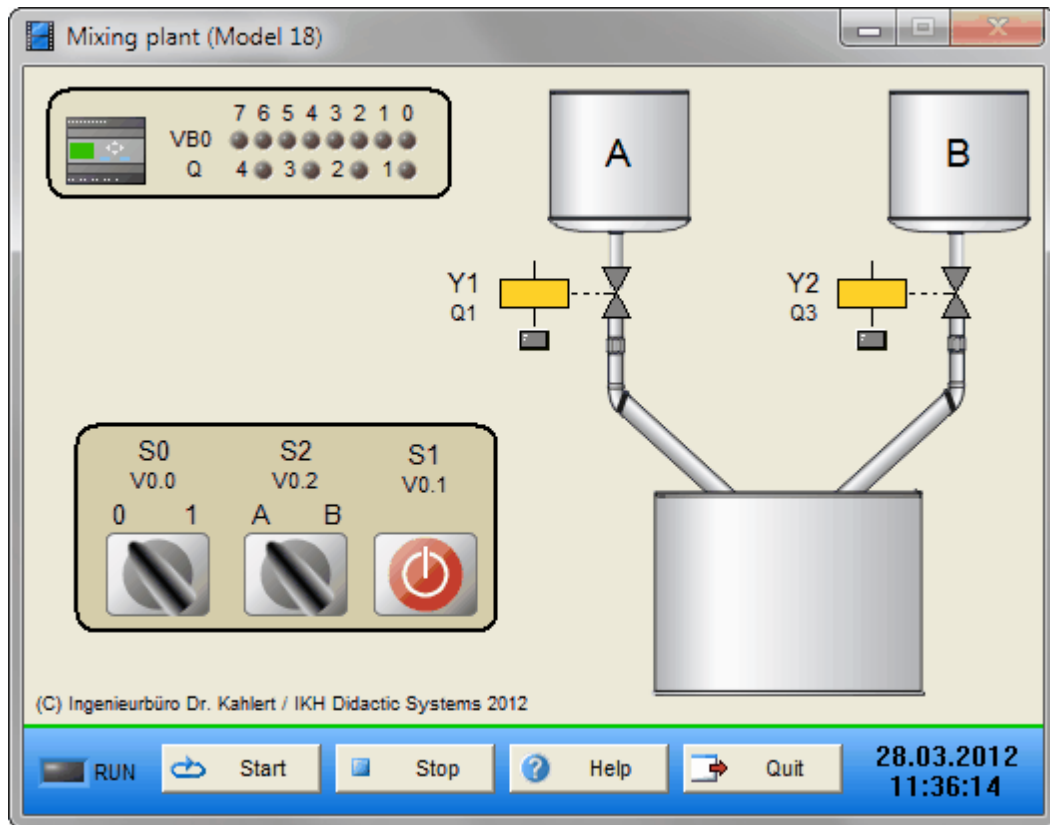 Mixing plant (Model 18)
7 6 5 4 3 2 1 0
VB0
Q 4 3 2 1
A
B
Y1
Q1
Y2
Q3
S0 S2 S1
V0.0 V0.2 V0.1
0 1 A B
(C) Ingenieurbüro Dr. Kahlert / IKH Didactic Systems 2012
RUN Start Stop Help Quit
28.03.2012
11:36:14